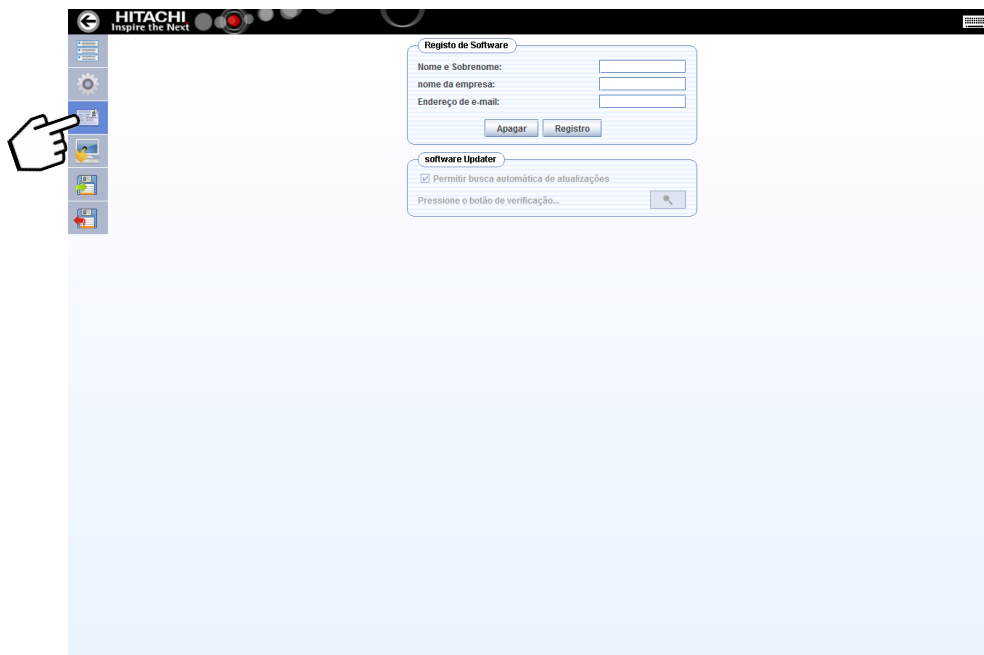 HITACHI
Inspire the Next
Registo de Software
Nome e Sobrenome:
nome da empresa:
Endereço de e-mail:
Apagar Registro
software Updater
Permitir busca automática de atualizações
Pressione o botão de verificação...